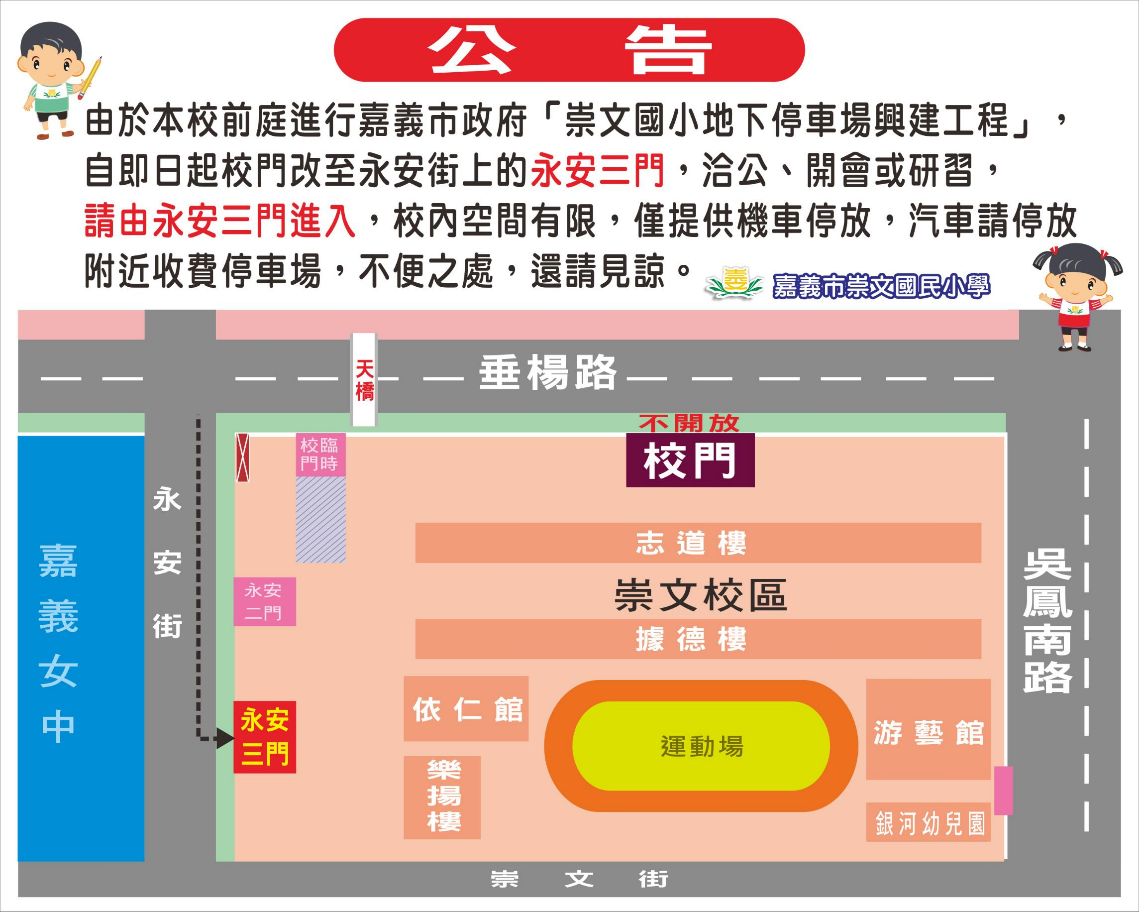 公告
由於本校前庭進行嘉義市政府「崇文國小地下停車場興建工程」，
自即日起校門改至永安街上的永安三門，洽公、開會或研習，
請由永安三門進入，校內空間有限，僅提供機車停放，汽車請停放
附近收費停車場，不便之處，還請見諒。
嘉義市崇文國民小學
垂楊路
天橋
不開放
校門
臨時校門
永安街
嘉義女中
志道樓
永安
二門
崇文校區
據德樓
吳鳳南路
永安
三門
依仁館
運動場
游藝館
樂揚樓
銀河幼兒園
崇文街